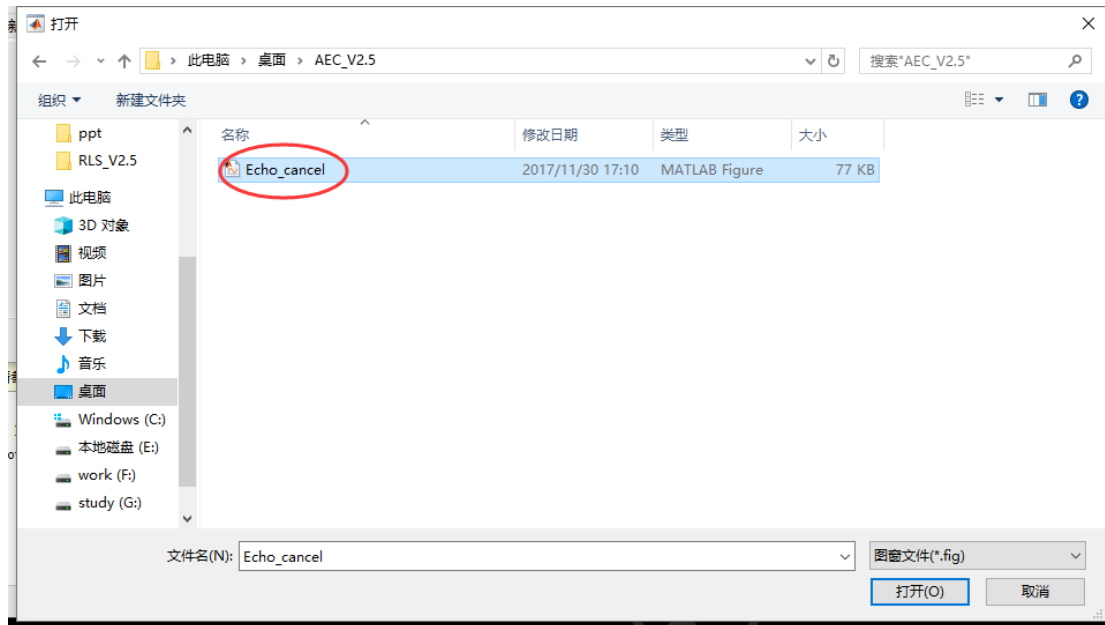 打开
此电脑 > 桌面 > AEC_V2.5
搜索"AEC_V2.5"
组织 新建文件夹
ppt
RLS_V2.5
此电脑
3D 对象
视频
图片
文档
下载
音乐
桌面
Windows (C:)
本地磁盘 (E:)
work (F:)
study (G:)
名称 修改日期 类型 大小
Echo_cancel 2017/11/30 17:10 MATLAB Figure 77 KB
文件名(N): Echo_cancel 图窗文件(*.fig)
打开(O) 取消